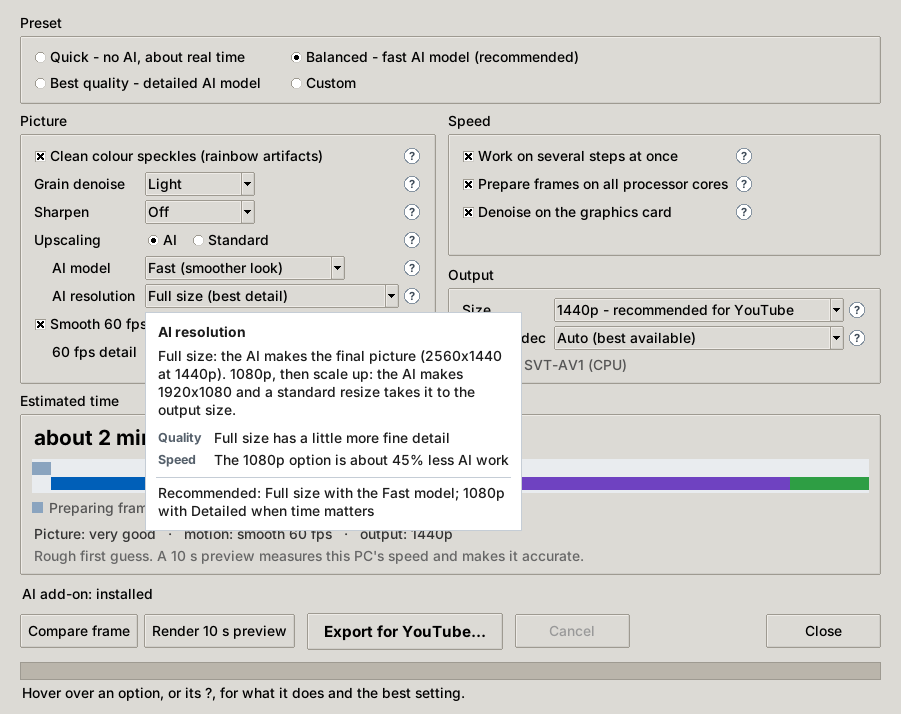 Preset
Quick - no AI, about real time
Balanced - fast AI model (recommended)
Best quality - detailed AI model
Custom
Picture
Clean colour speckles (rainbow artifacts) ?
Grain denoise Light ?
Sharpen Off ?
Upscaling AI Standard ?
AI model Fast (smoother look) ?
AI resolution Full size (best detail) ?
Smooth 60 fps
60 fps detail
Speed
Work on several steps at once ?
Prepare frames on all processor cores ?
Denoise on the graphics card ?
Output
Size 1440p - recommended for YouTube ?
dec Auto (best available) ?
SVT-AV1 (CPU)
AI resolution
Full size: the AI makes the final picture (2560x1440
at 1440p). 1080p, then scale up: the AI makes
1920x1080 and a standard resize takes it to the
output size.
Quality Full size has a little more fine detail
Speed The 1080p option is about 45% less AI work
Recommended: Full size with the Fast model; 1080p
with Detailed when time matters
Estimated time
about 2 min
Preparing fram
Picture: very good · motion: smooth 60 fps · output: 1440p
Rough first guess. A 10 s preview measures this PC's speed and makes it accurate.
AI add-on: installed
Compare frame
Render 10 s preview
Export for YouTube...
Cancel
Close
Hover over an option, or its ?, for what it does and the best setting.